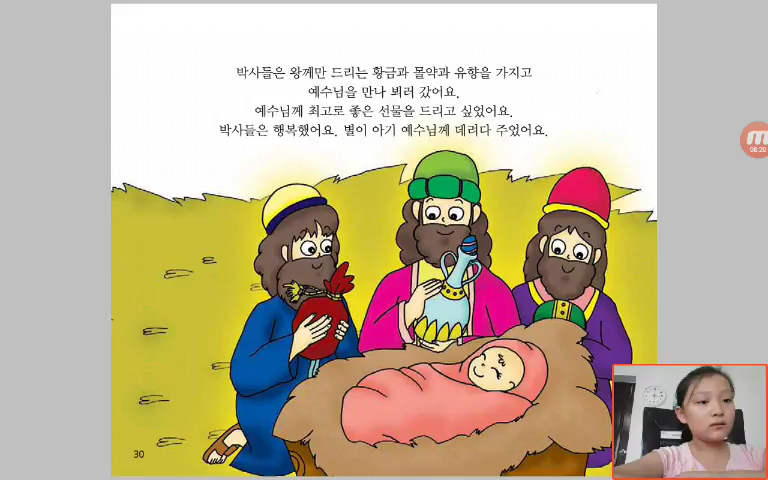 박사들은 왕께만 드리는 황금과 몰약과 유향을 가지고
예수님을 만나 뵈러 갔어요.
예수님께 최고로 좋은 선물을 드리고 싶었어요.
박사들은 행복했어요. 별이 아기 예수님께 데려다 주었어요.
30
08:20